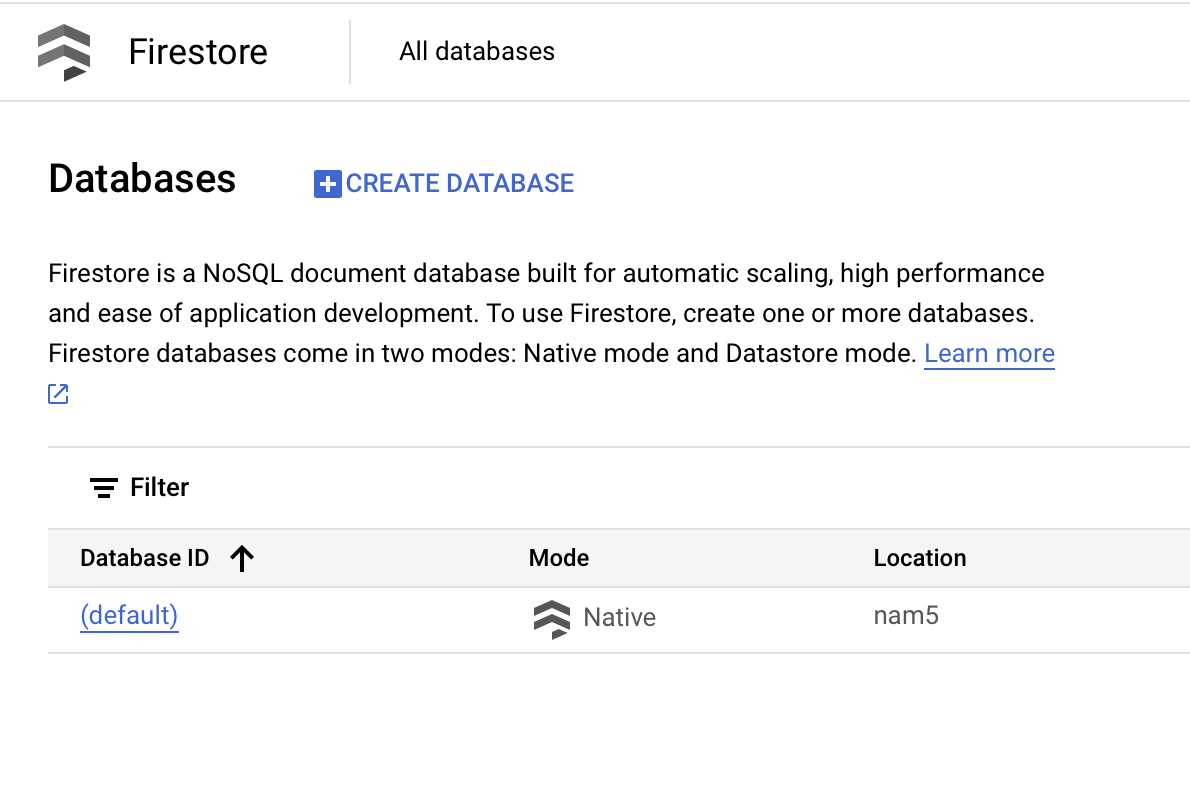 Firestore
All databases
Databases
CREATE DATABASE
Firestore is a NoSQL document database built for automatic scaling, high performance
and ease of application development. To use Firestore, create one or more databases.
Firestore databases come in two modes: Native mode and Datastore mode. Learn more
Filter
Database ID Mode Location
(default) Native nam5